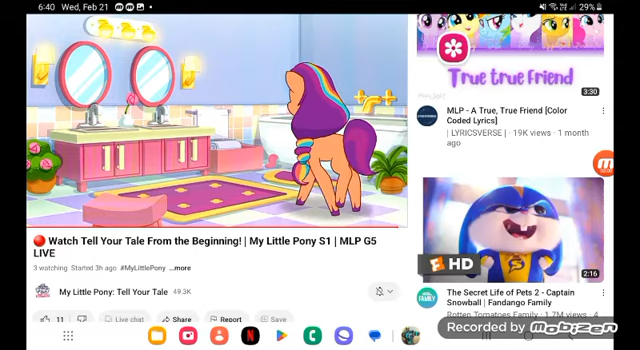 6:40 Wed, Feb 21
29%
True true friend
3:30
MLP - A True, True Friend [Color
Coded Lyrics]
| LYRICSVERSE | · 19K views · 1 month
ago
🔴 Watch Tell Your Tale From the Beginning! | My Little Pony S1 | MLP G5
LIVE
3 watching Started 3h ago #MyLittlePony ...more
My Little Pony: Tell Your Tale 49.3K
11
Live chat
Share
Report
Save
HD
2:16
The Secret Life of Pets 2 - Captain
Snowball | Fandango Family
Rotten Tomatoes Family · 1.7M views · 4
Recorded by Mobizen